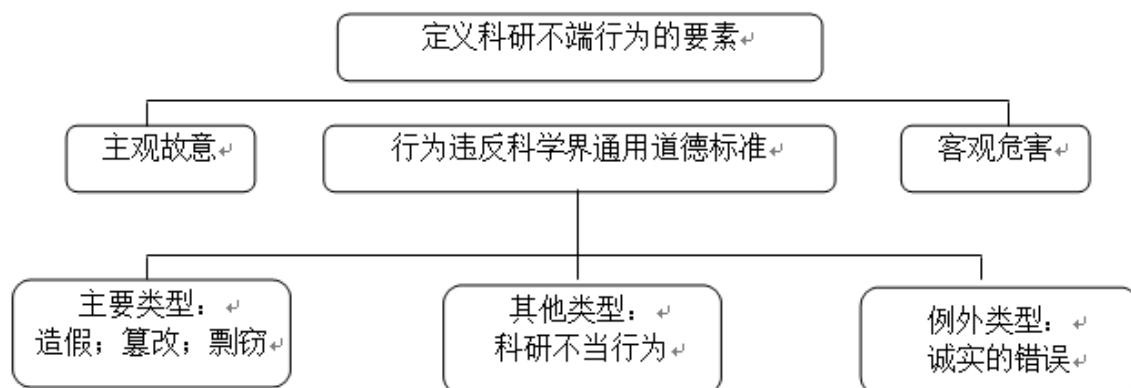 定义科研不端行为的要素
主观故意
行为违反科学界通用道德标准
客观危害
主要类型：
造假；篡改；剽窃
其他类型：
科研不当行为
例外类型：
诚实的错误